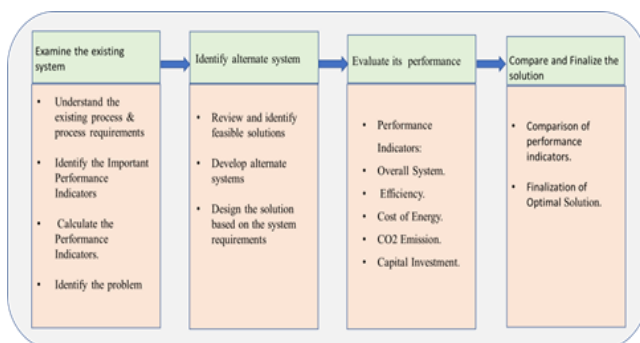 Examine the existing
system
• Understand the
existing process &
process requirements
• Identify the Important
Performance
Indicators
• Calculate the
Performance
Indicators.
• Identify the problem
Identify alternate system
• Review and identify
feasible solutions
• Develop alternate
systems
• Design the solution
based on the system
requirements
Evaluate its performance
• Performance
Indicators:
• Overall System.
• Efficiency.
• Cost of Energy.
• CO2 Emission.
• Capital Investment.
Compare and Finalize the
solution
• Comparison of
performance
indicators.
• Finalization of
Optimal Solution.